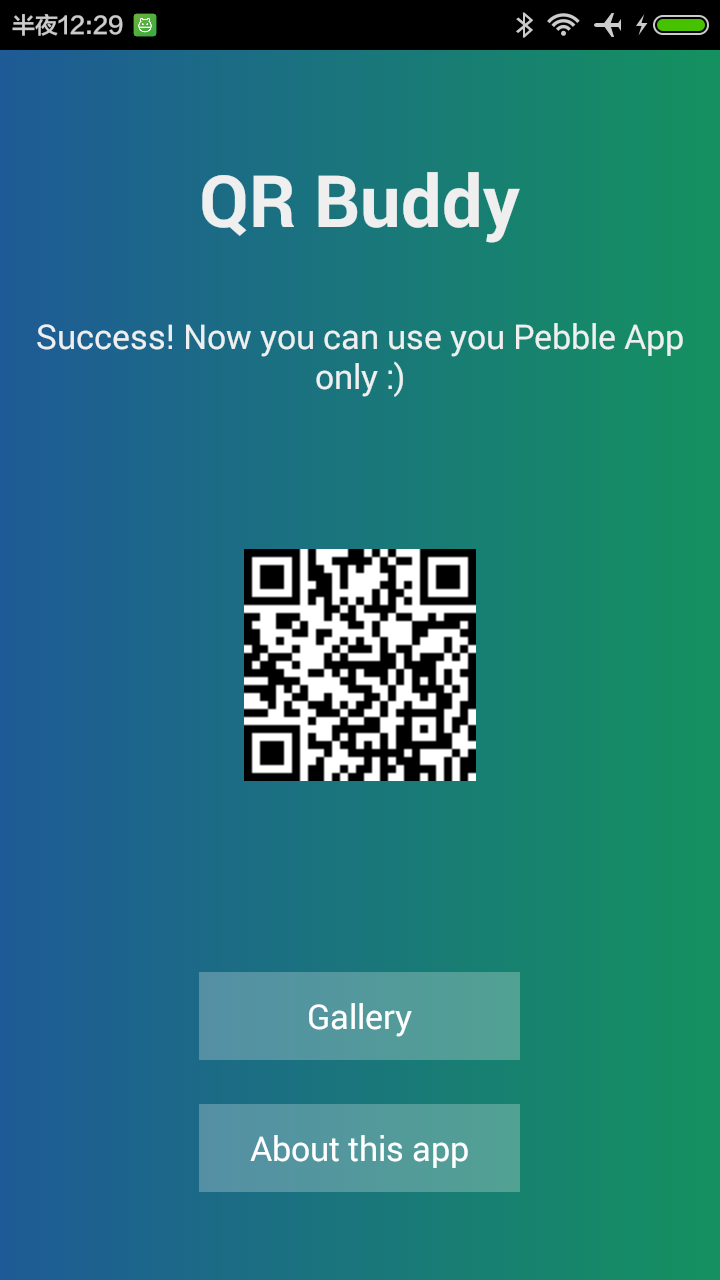 半夜12:29
QR Buddy
Success! Now you can use you Pebble App
only :)
Gallery
About this app